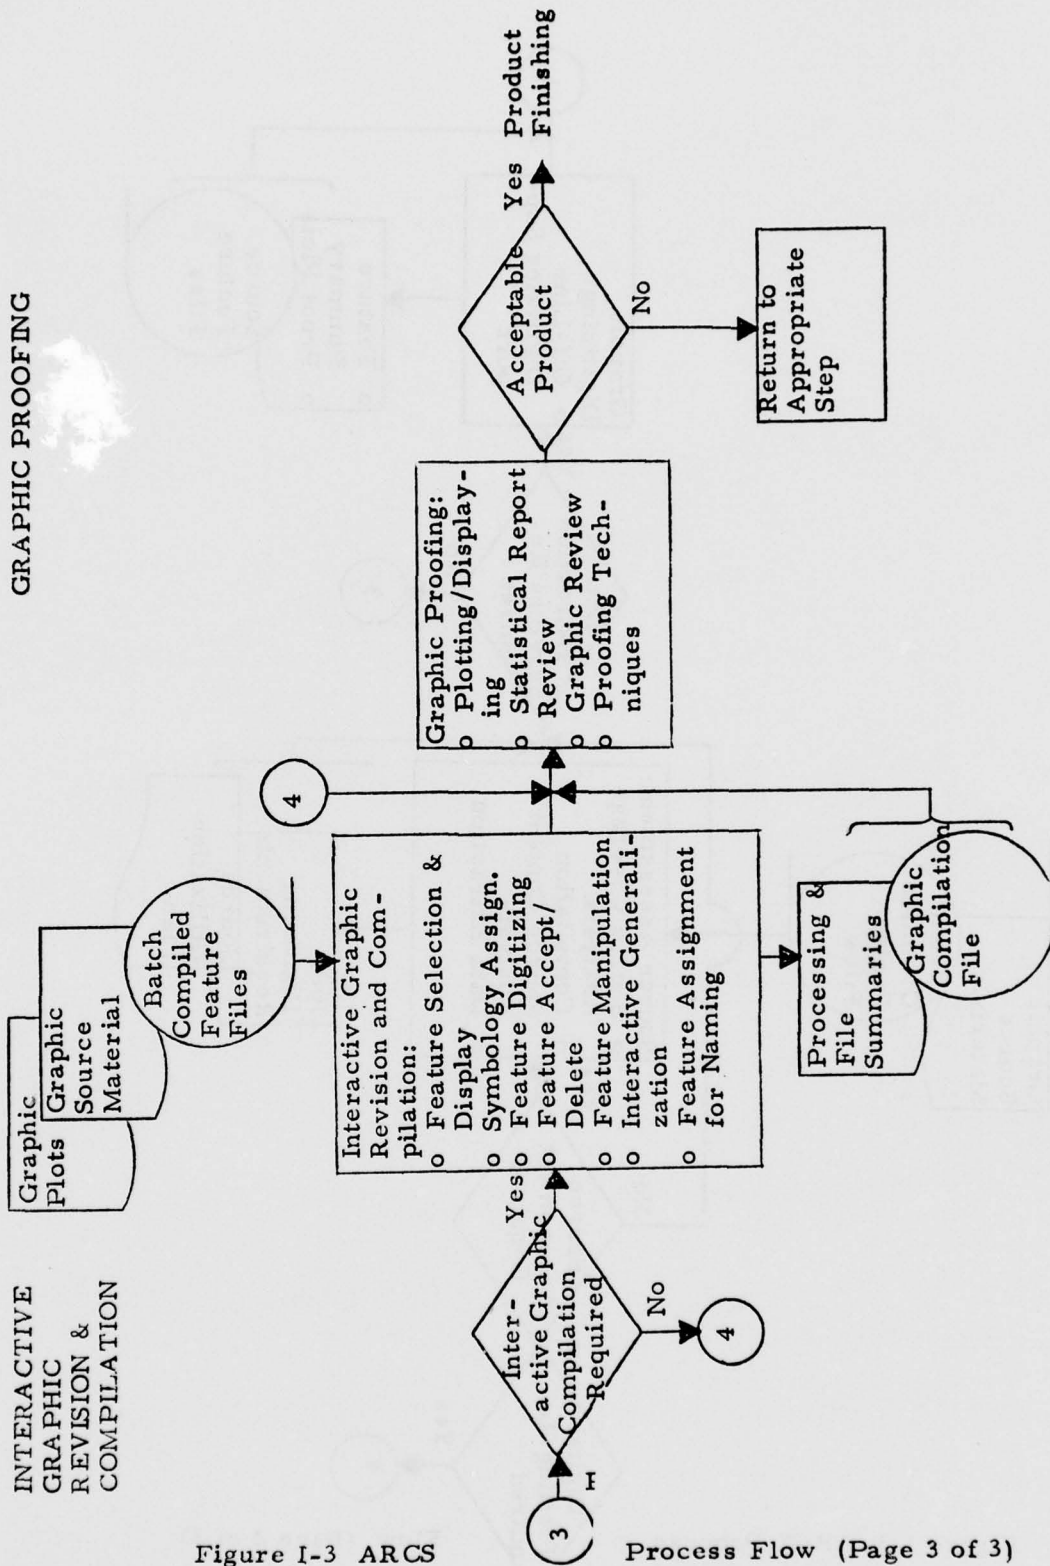 INTERACTIVE
GRAPHIC
REVISION &
COMPILATION
GRAPHIC PROOFING
Graphic
Plots
Graphic
Source
Material
Batch
Compiled
Feature
Files
3
I
Inter-
active Graphic
Compilation
Required
Yes
No
4
Interactive Graphic
Revision and Com-
pilation:
o Feature Selection &
Display
o Symbology Assign.
o Feature Digitizing
o Feature Accept/
Delete
o Feature Manipulation
o Interactive Generali-
zation
o Feature Assignment
for Naming
Processing &
File
Summaries
Graphic
Compilation
File
4
Graphic Proofing:
o Plotting/Display-
ing
o Statistical Report
Review
o Graphic Review
o Proofing Tech-
niques
Acceptable
Product
Yes
Product
Finishing
No
Return to
Appropriate
Step
Figure I-3 ARCS Process Flow (Page 3 of 3)